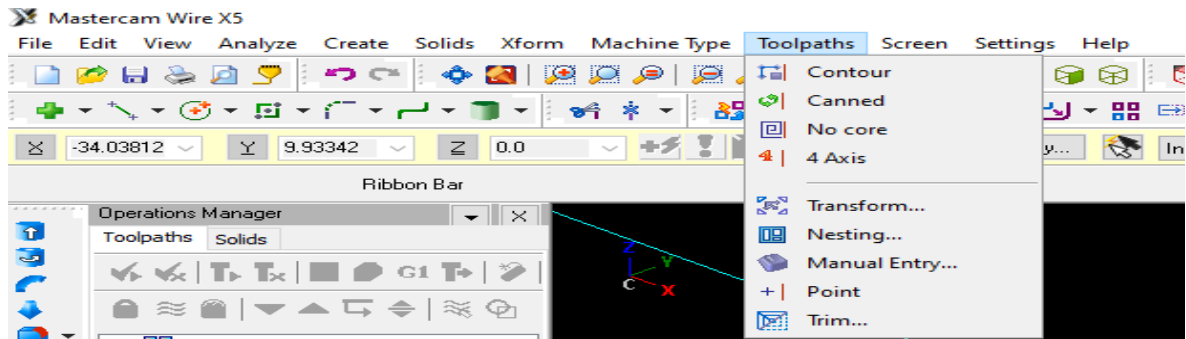 Mastercam Wire X5
File Edit View Analyze Create Solids Xform Machine Type Toolpaths Screen Settings Help
Contour
Canned
No core
4 Axis
Transform...
Nesting...
Manual Entry...
Point
Trim...
X -34.03812 Y 9.93342 Z 0.0
y... In
Ribbon Bar
Operations Manager
Toolpaths Solids
G1
Z
Y
C X